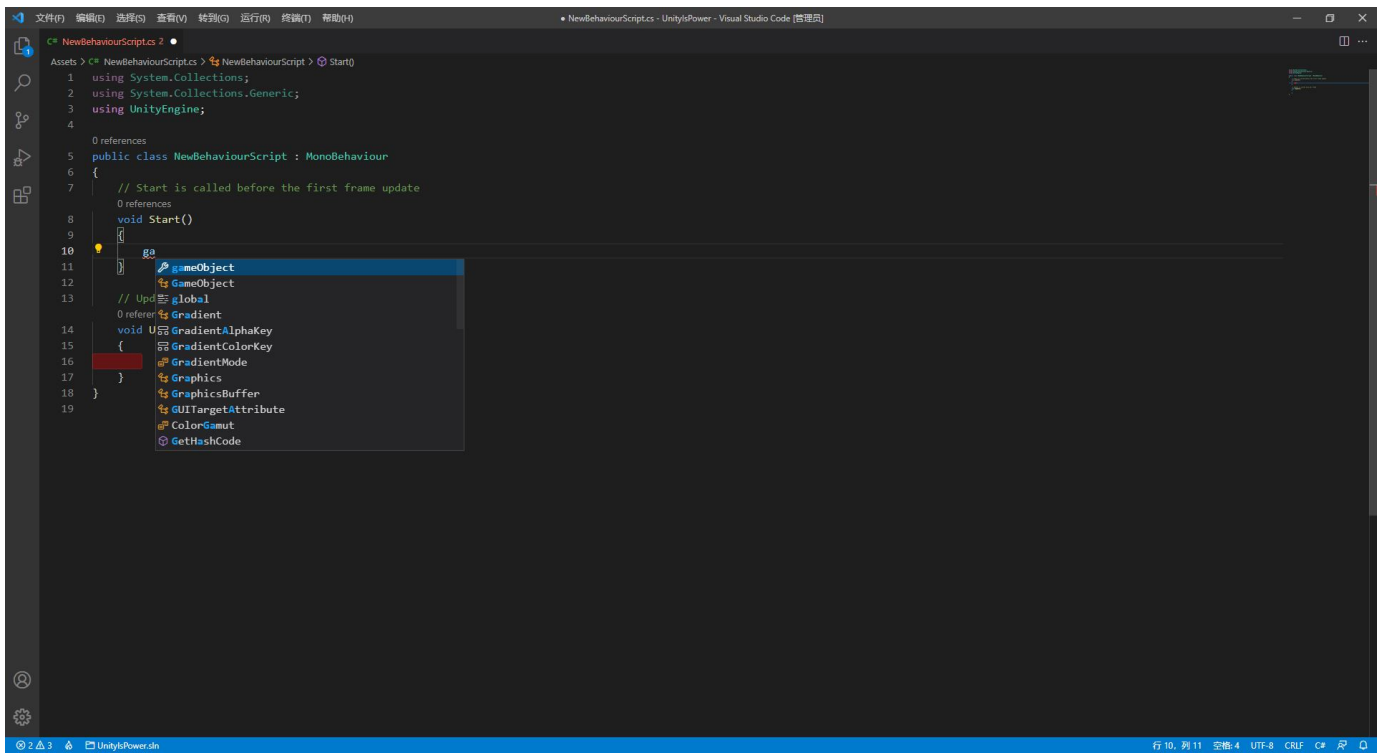 文件(F) 编辑(E) 选择(S) 查看(V) 转到(G) 运行(R) 终端(T) 帮助(H) ● NewBehaviourScript.cs - UnityIsPower - Visual Studio Code [管理员]
C# NewBehaviourScript.cs 2 ●
Assets > C# NewBehaviourScript.cs > NewBehaviourScript > Start()
1 using System.Collections;
2 using System.Collections.Generic;
3 using UnityEngine;
4
0 references
5 public class NewBehaviourScript : MonoBehaviour
6 {
7 // Start is called before the first frame update
0 references
8 void Start()
9 {
10 ga
11 } gameObject
12 GameObject
13 // Upd global
0 referer Gradient
14 void U GradientAlphaKey
15 { GradientColorKey
16 GradientMode
17 } Graphics
18 } GraphicsBuffer
19 GUITargetAttribute
ColorGamut
GetHashCode
1
2 3 UnityIsPower.sln 行 10, 列 11 空格: 4 UTF-8 CRLF C#